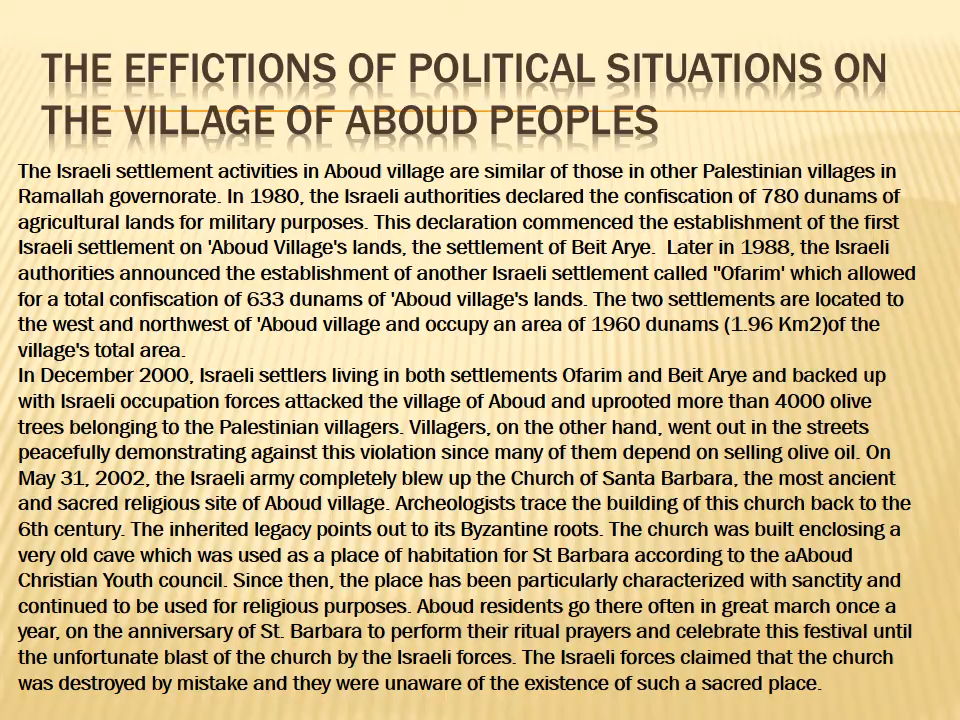 THE EFFICTIONS OF POLITICAL SITUATIONS ON
THE VILLAGE OF ABOUD PEOPLES
The Israeli settlement activities in Aboud village are similar of those in other Palestinian villages in
Ramallah governorate. In 1980, the Israeli authorities declared the confiscation of 780 dunams of
agricultural lands for military purposes. This declaration commenced the establishment of the first
Israeli settlement on 'Aboud Village's lands, the settlement of Beit Arye.  Later in 1988, the Israeli
authorities announced the establishment of another Israeli settlement called "Ofarim' which allowed
for a total confiscation of 633 dunams of 'Aboud village's lands. The two settlements are located to
the west and northwest of 'Aboud village and occupy an area of 1960 dunams (1.96 Km2)of the
village's total area.
In December 2000, Israeli settlers living in both settlements Ofarim and Beit Arye and backed up
with Israeli occupation forces attacked the village of Aboud and uprooted more than 4000 olive
trees belonging to the Palestinian villagers. Villagers, on the other hand, went out in the streets
peacefully demonstrating against this violation since many of them depend on selling olive oil. On
May 31, 2002, the Israeli army completely blew up the Church of Santa Barbara, the most ancient
and sacred religious site of Aboud village. Archeologists trace the building of this church back to the
6th century. The inherited legacy points out to its Byzantine roots. The church was built enclosing a
very old cave which was used as a place of habitation for St Barbara according to the aAboud
Christian Youth council. Since then, the place has been particularly characterized with sanctity and
continued to be used for religious purposes. Aboud residents go there often in great march once a
year, on the anniversary of St. Barbara to perform their ritual prayers and celebrate this festival until
the unfortunate blast of the church by the Israeli forces. The Israeli forces claimed that the church
was destroyed by mistake and they were unaware of the existence of such a sacred place.